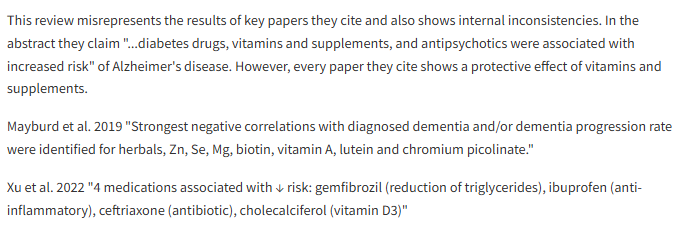 This review misrepresents the results of key papers they cite and also shows internal inconsistencies. In the
abstract they claim "...diabetes drugs, vitamins and supplements, and antipsychotics were associated with
increased risk" of Alzheimer's disease. However, every paper they cite shows a protective effect of vitamins and
supplements.
Mayburd et al. 2019 "Strongest negative correlations with diagnosed dementia and/or dementia progression rate
were identified for herbals, Zn, Se, Mg, biotin, vitamin A, lutein and chromium picolinate."
Xu et al. 2022 "4 medications associated with ↓ risk: gemfibrozil (reduction of triglycerides), ibuprofen (anti-
inflammatory), ceftriaxone (antibiotic), cholecalciferol (vitamin D3)"